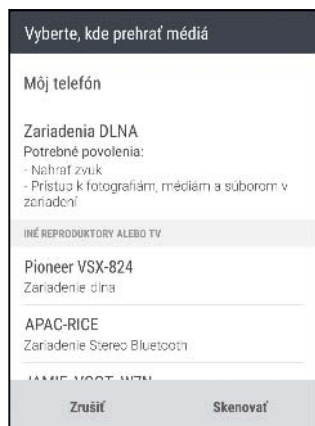 Vyberte, kde prehrať médiá
Môj telefón
Zariadenia DLNA
Potrebné povolenia:
- Nahrať zvuk
- Prístup k fotografiám, médiám a súborom v
zariadení
INÉ REPRODUKTORY ALEBO TV
Pioneer VSX-824
Zariadenie dlna
APAC-RICE
Zariadenie Stereo Bluetooth
Zrušiť
Skenovať